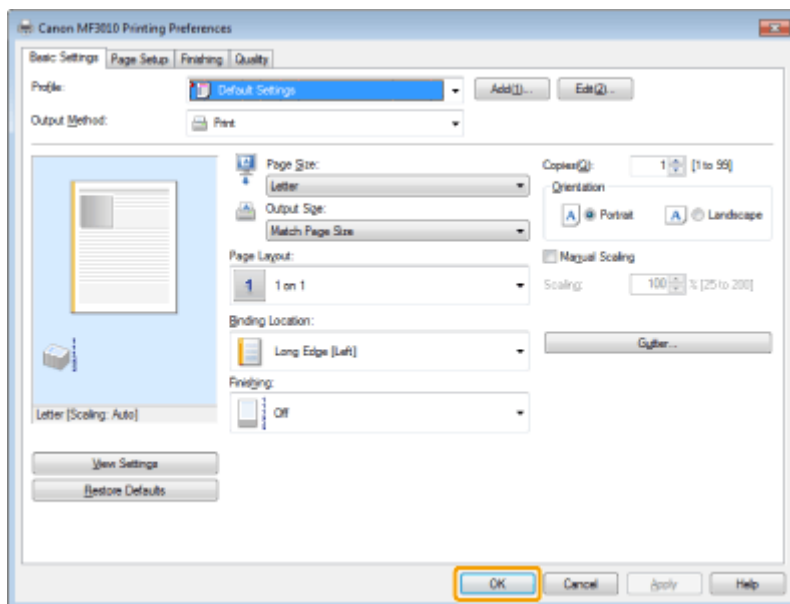 Canon MF3010 Printing Preferences
Basic Settings Page Setup Finishing Quality
Profile: Default Settings Add(1)... Edit(2)...
Output Method: Print
Page Size: Copies(Q): 1 [1 to 99]
Letter Orientation
Output Size: A Portrait A Landscape
Match Page Size
Page Layout: Manual Scaling
1 1 on 1 Scaling: 100 % [25 to 200]
Binding Location:
Long Edge [Left] Gutter...
Finishing:
Off
Letter [Scaling: Auto]
View Settings
Restore Defaults
OK Cancel Apply Help